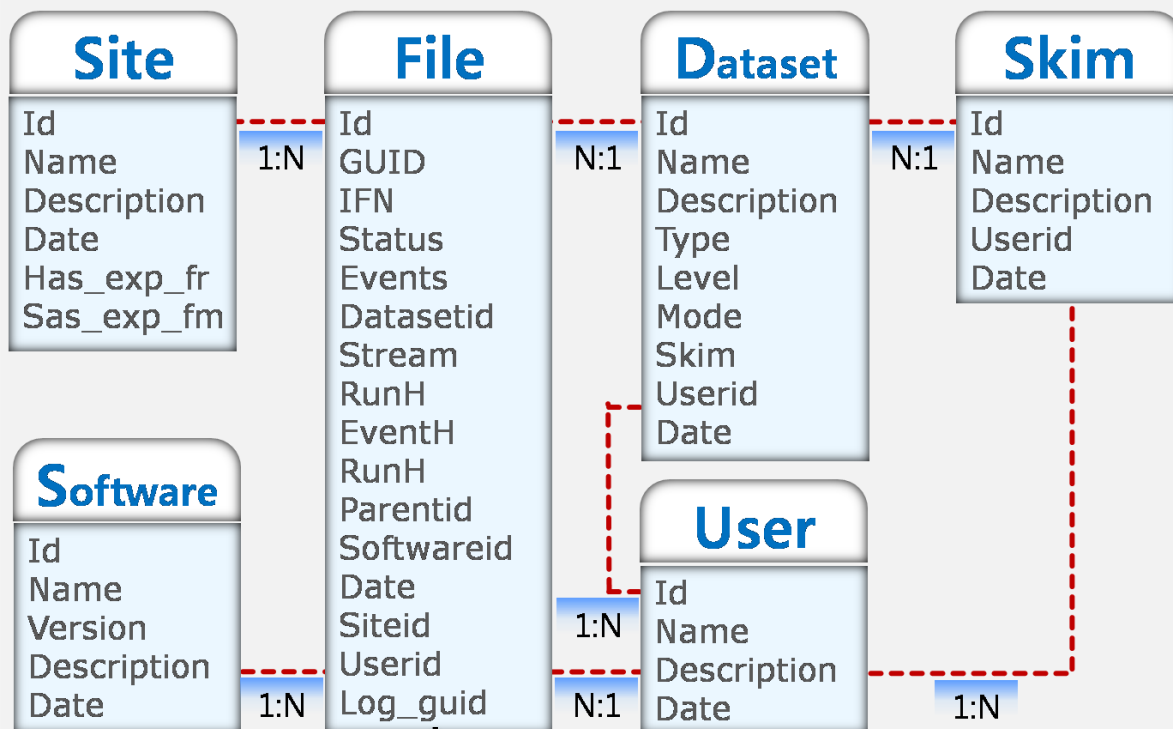 Site
Id
Name
Description
Date
Has_exp_fr
Sas_exp_fm
1:N
File
Id
GUID
IFN
Status
Events
Datasetid
Stream
RunH
EventH
RunH
Parentid
Softwareid
Date
Siteid
Userid
Log_guid
N:1
Dataset
Id
Name
Description
Type
Level
Mode
Skim
Userid
Date
N:1
Skim
Id
Name
Description
Userid
Date
Software
Id
Name
Version
Description
Date
1:N
1:N
N:1
User
Id
Name
Description
Date
1:N